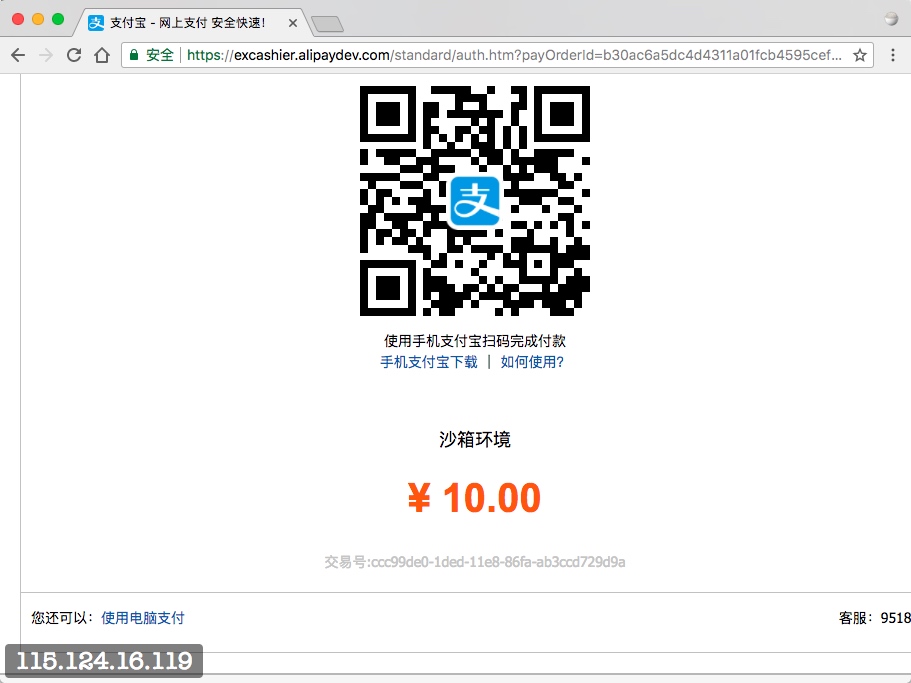 支付宝 - 网上支付 安全快速！
安全 https://excashier.alipaydev.com/standard/auth.htm?payOrderId=b30ac6a5dc4d4311a01fcb4595cef...
支
使用手机支付宝扫码完成付款
手机支付宝下载 | 如何使用?
沙箱环境
¥ 10.00
交易号:ccc99de0-1ded-11e8-86fa-ab3ccd729d9a
您还可以： 使用电脑支付
客服：9518
115.124.16.119